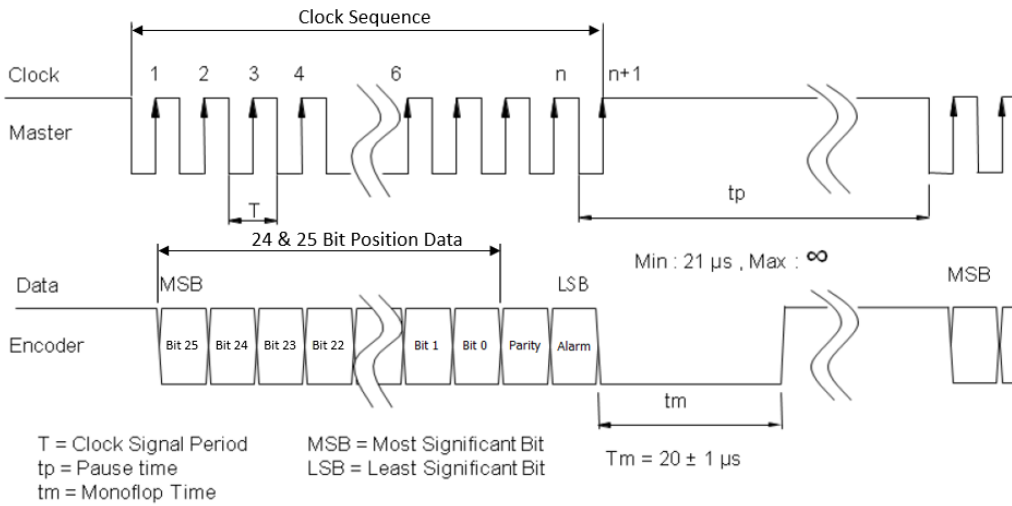 Clock Sequence
Clock 1 2 3 4 6 n n+1
Master
T
tp
24 & 25 Bit Position Data
Min : 21 µs , Max : ∞
Data MSB LSB MSB
Encoder Bit 25 Bit 24 Bit 23 Bit 22 Bit 1 Bit 0 Parity Alarm
tm
T = Clock Signal Period MSB = Most Significant Bit
tp = Pause time LSB = Least Significant Bit Tm = 20 ± 1 µs
tm = Monoflop Time